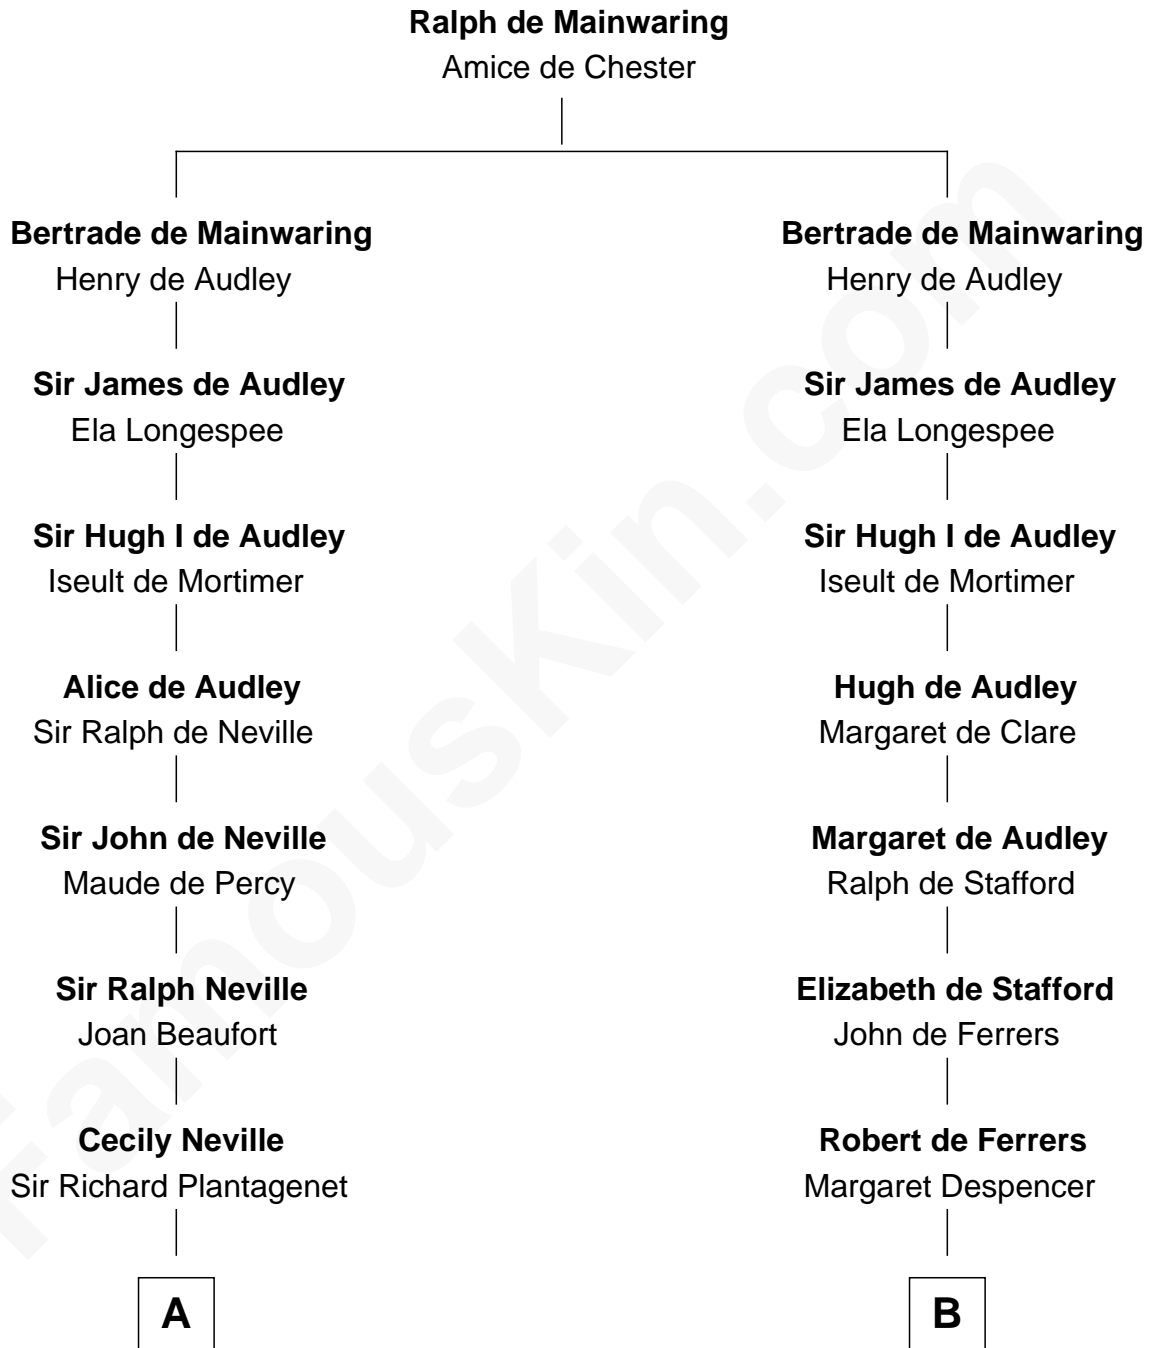 Ralph de Mainwaring
Amice de Chester
Bertrade de Mainwaring
Henry de Audley
Sir James de Audley
Ela Longespee
Sir Hugh I de Audley
Iseult de Mortimer
Alice de Audley
Sir Ralph de Neville
Sir John de Neville
Maude de Percy
Sir Ralph Neville
Joan Beaufort
Cecily Neville
Sir Richard Plantagenet
A
Bertrade de Mainwaring
Henry de Audley
Sir James de Audley
Ela Longespee
Sir Hugh I de Audley
Iseult de Mortimer
Hugh de Audley
Margaret de Clare
Margaret de Audley
Ralph de Stafford
Elizabeth de Stafford
John de Ferrers
Robert de Ferrers
Margaret Despencer
B
FamousKin.com